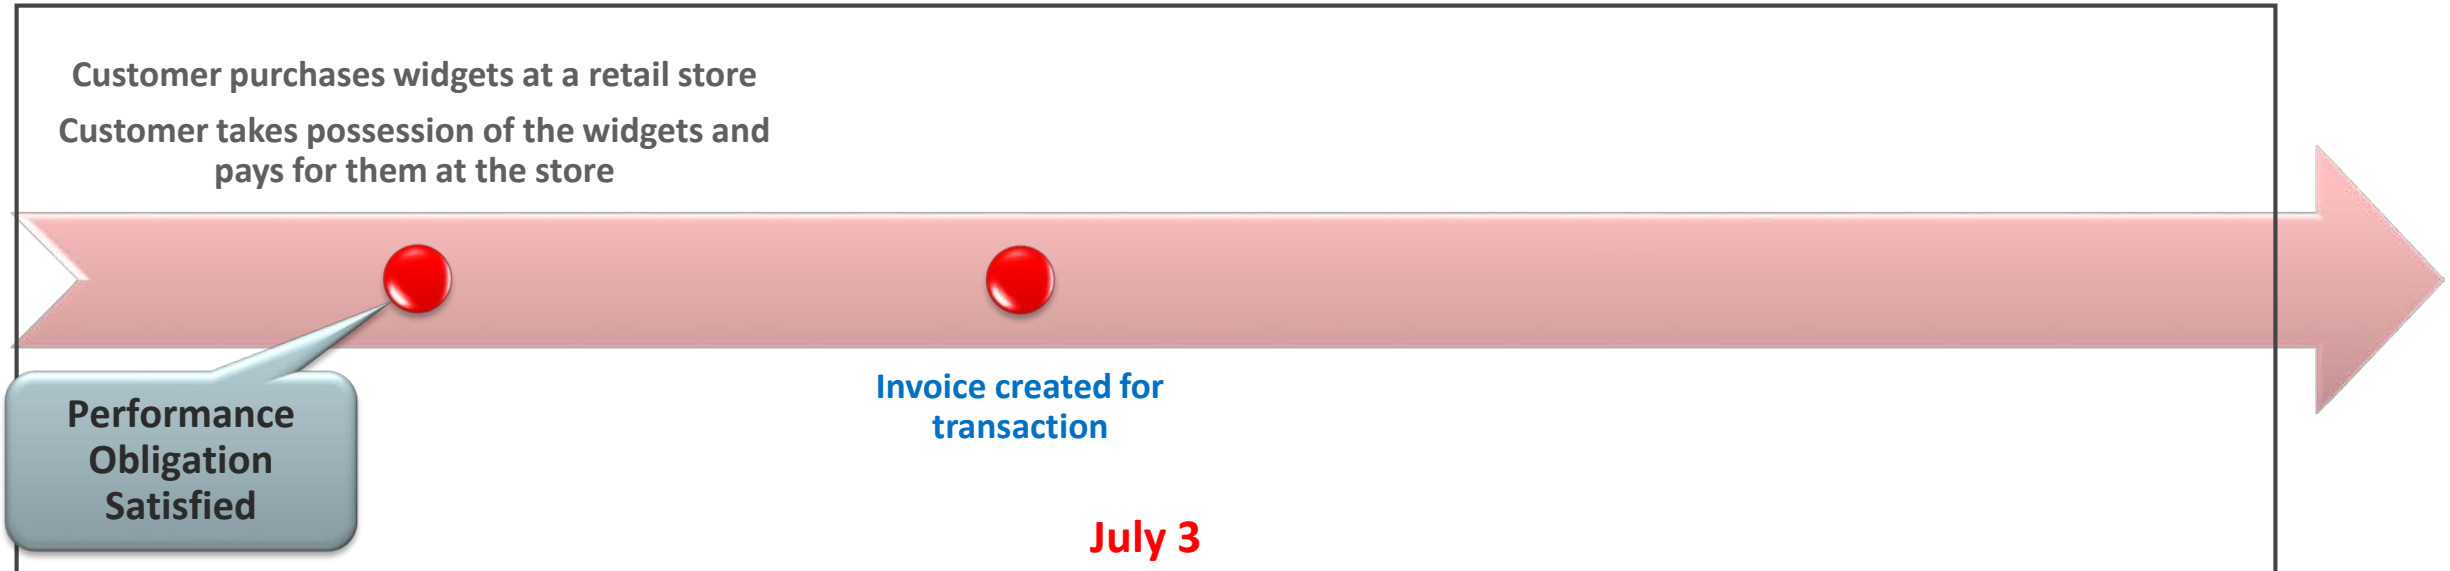 Customer purchases widgets at a retail store
Customer takes possession of the widgets and
pays for them at the store
Performance
Obligation
Satisfied
Invoice created for
transaction
July 3